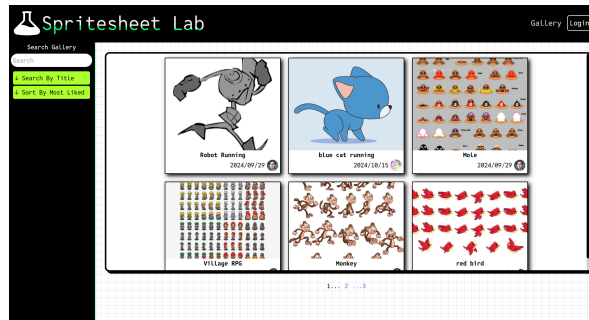 Spritesheet Lab
Gallery
Login
Search Gallery
Search
↓ Search By Title
↓ Sort By Most Liked
Robot Running
2024/09/29
blue cat running
2024/10/15
Mole
2024/09/29
Village RPG
Monkey
red bird
1... 2 ...3